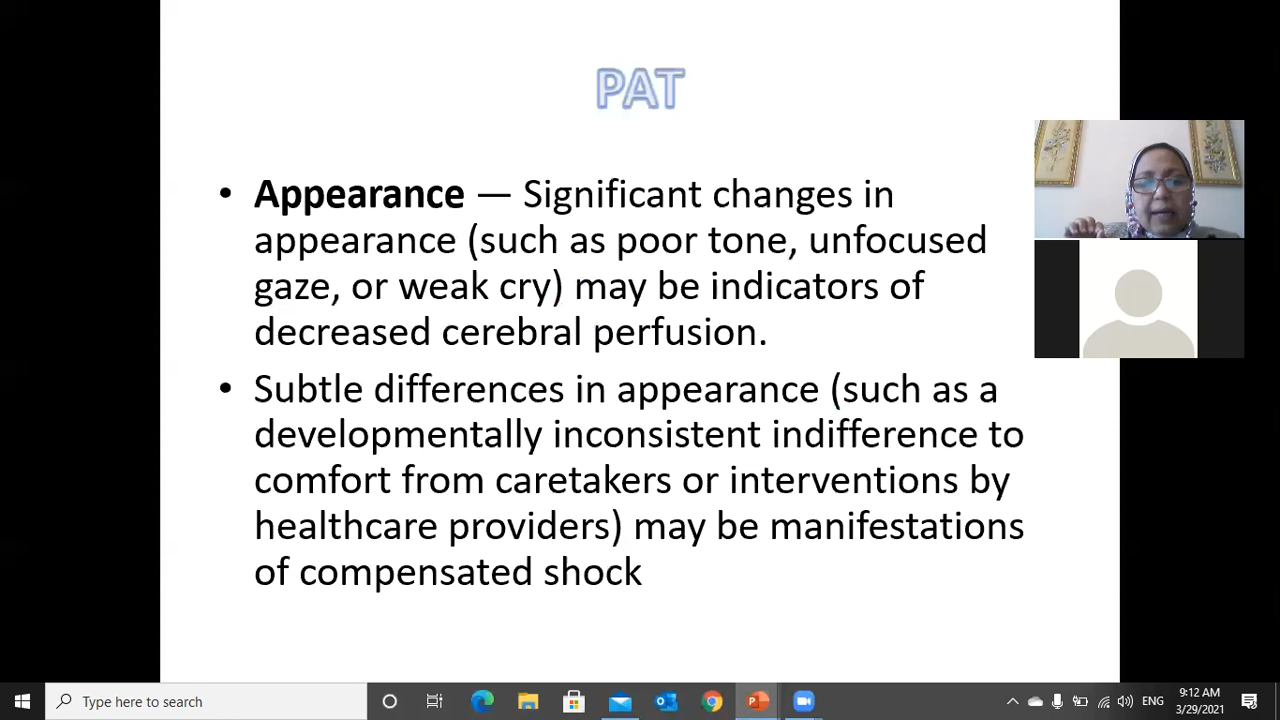 PAT
• Appearance — Significant changes in
appearance (such as poor tone, unfocused
gaze, or weak cry) may be indicators of
decreased cerebral perfusion.
• Subtle differences in appearance (such as a
developmentally inconsistent indifference to
comfort from caretakers or interventions by
healthcare providers) may be manifestations
of compensated shock
Type here to search
ENG
9:12 AM
3/29/2021